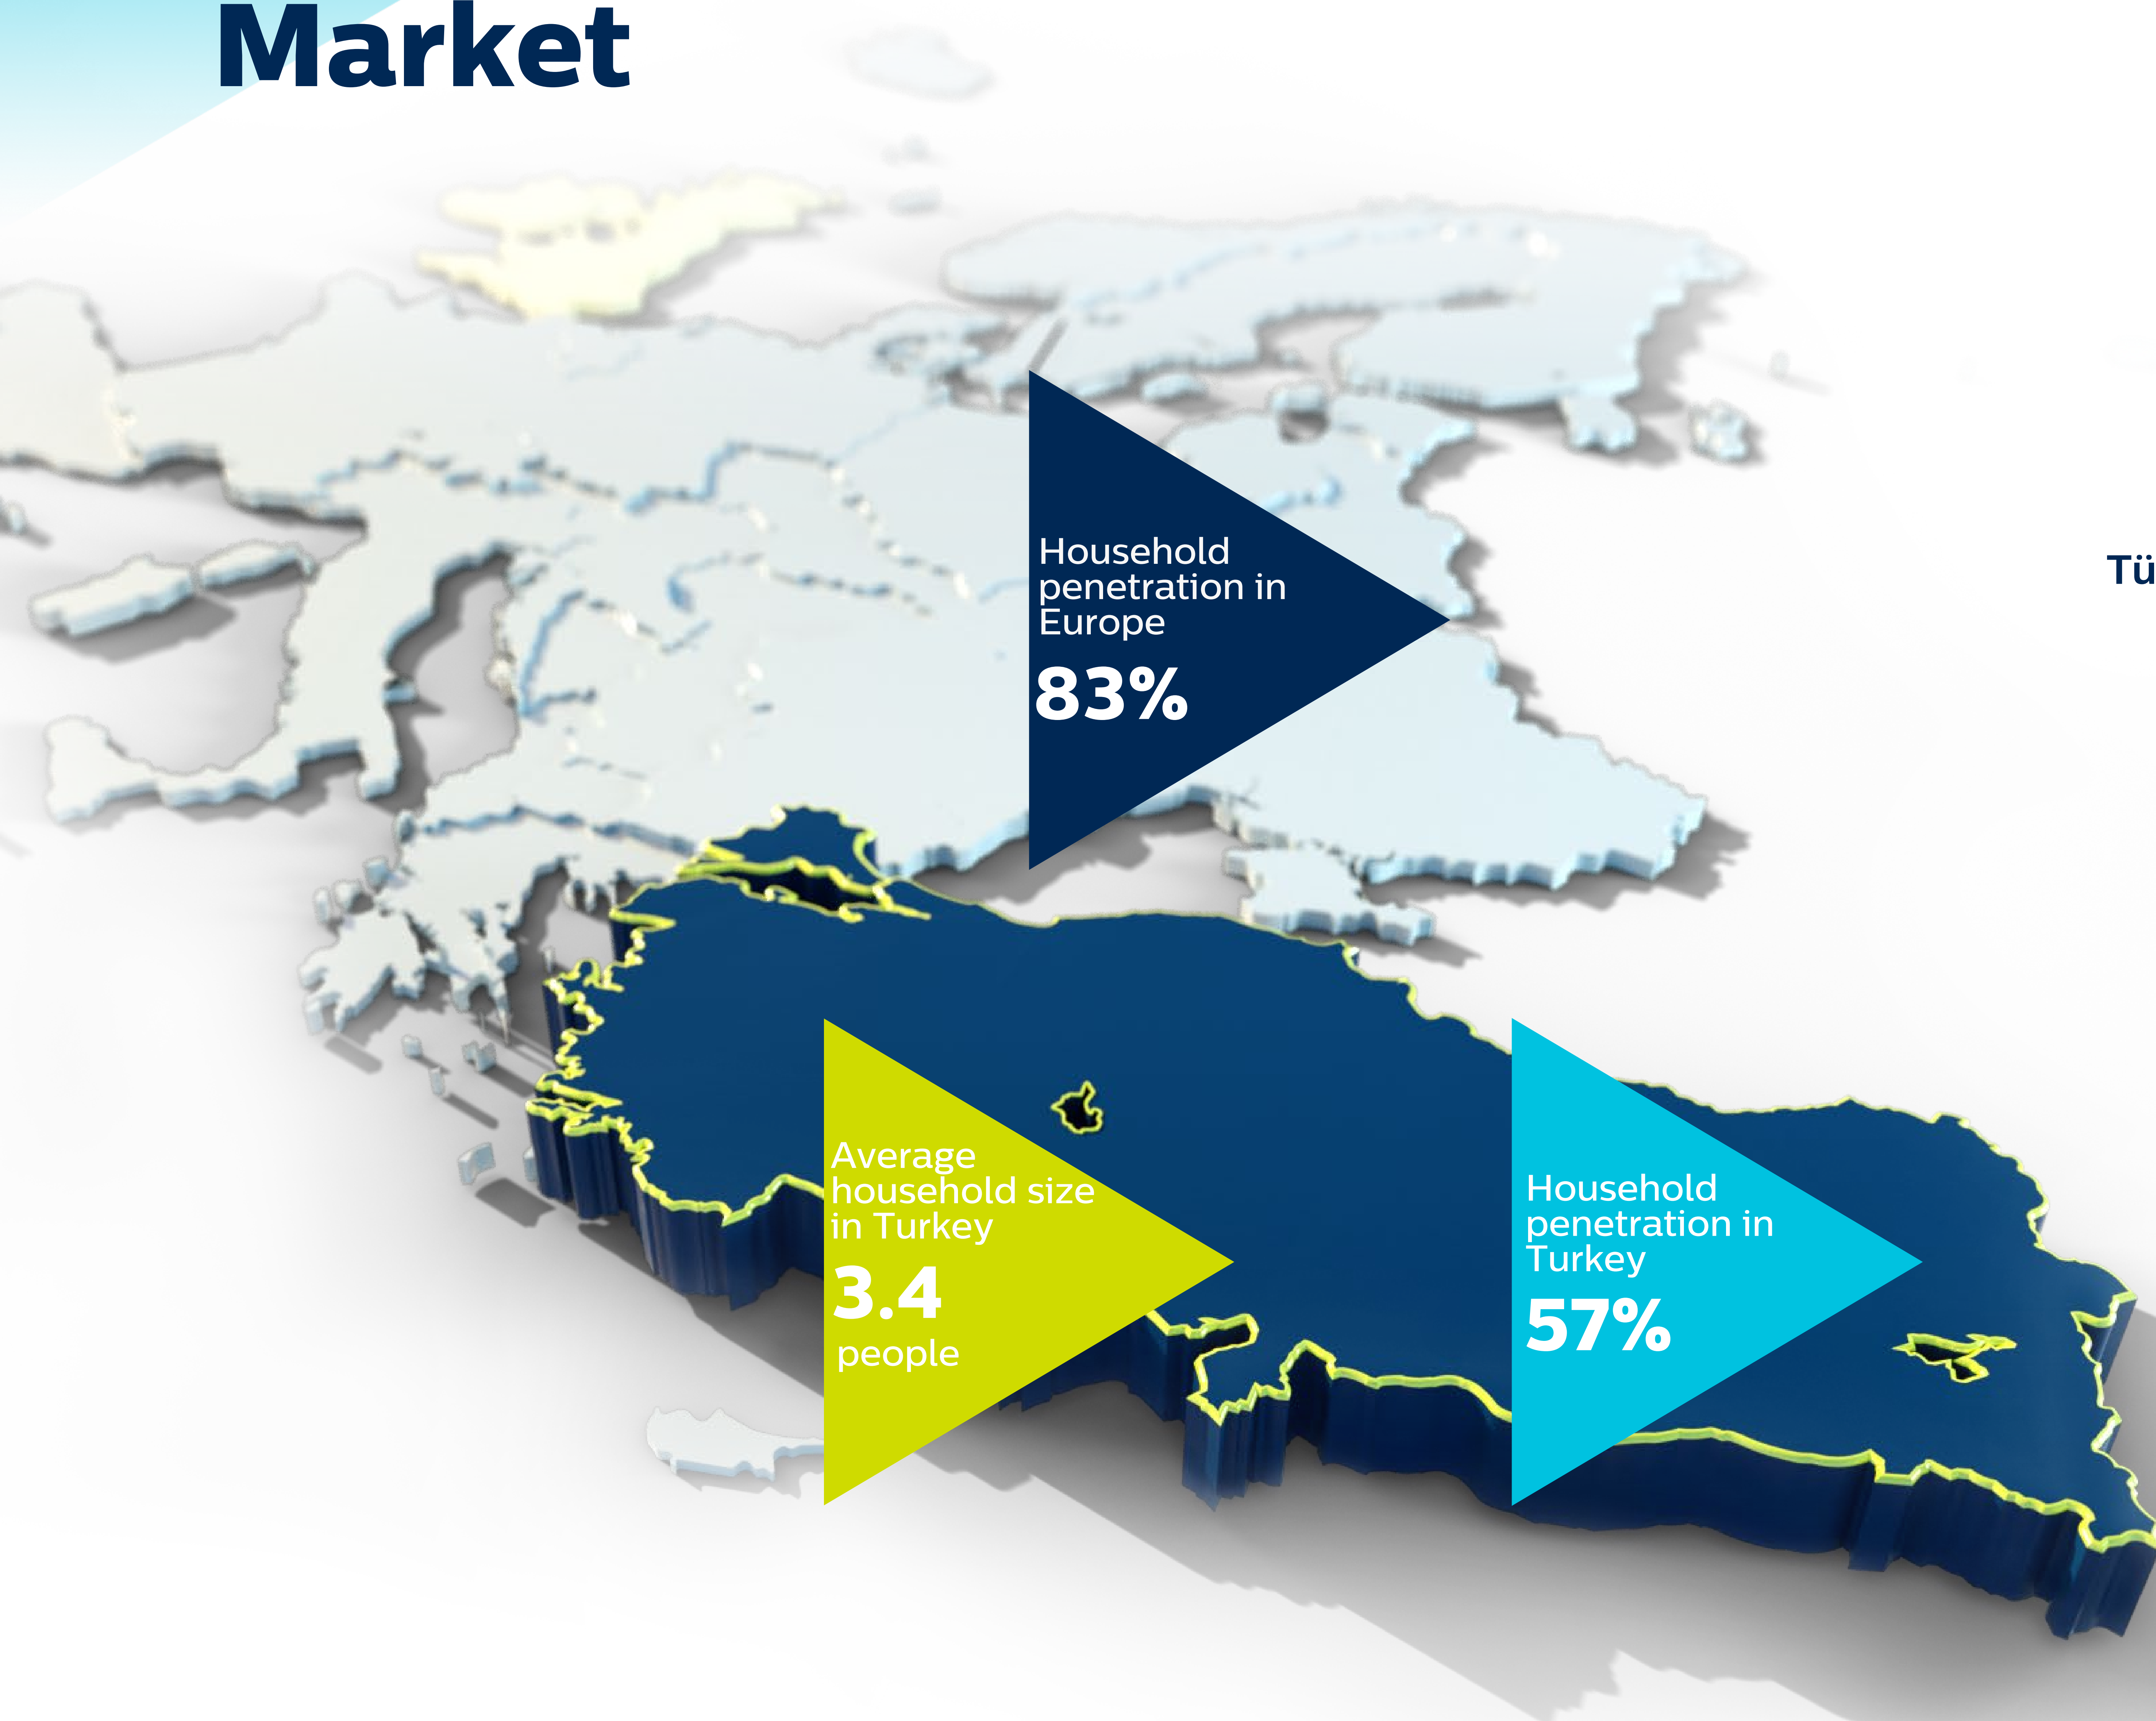 Market
Household
penetration in
Europe
83%
Tü
Average
household size
in Turkey
3.4
people
Household
penetration in
Turkey
57%